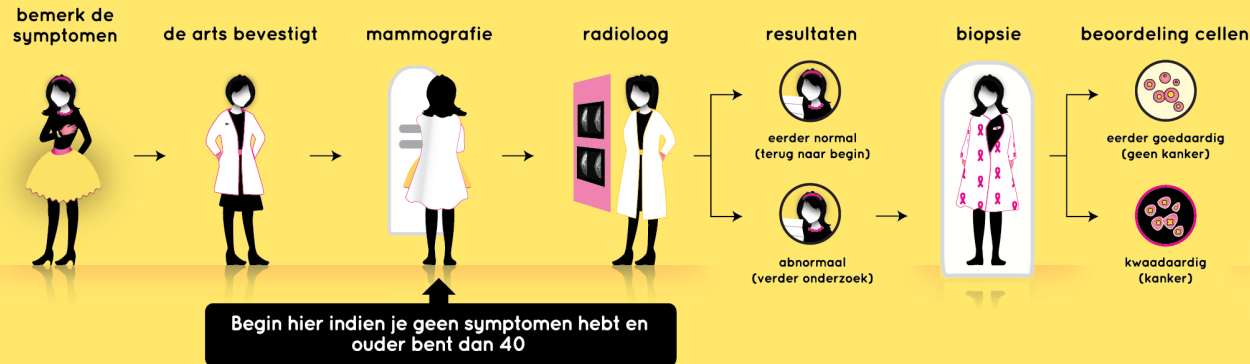 bemerk de
symptomen
de arts bevestigt
mammografie
radioloog
resultaten
biopsie
beoordeling cellen
eerder normal
(terug naar begin)
eerder goedaardig
(geen kanker)
abnormaal
(verder onderzoek)
kwaadaardig
(kanker)
Begin hier indien je geen symptomen hebt en
ouder bent dan 40